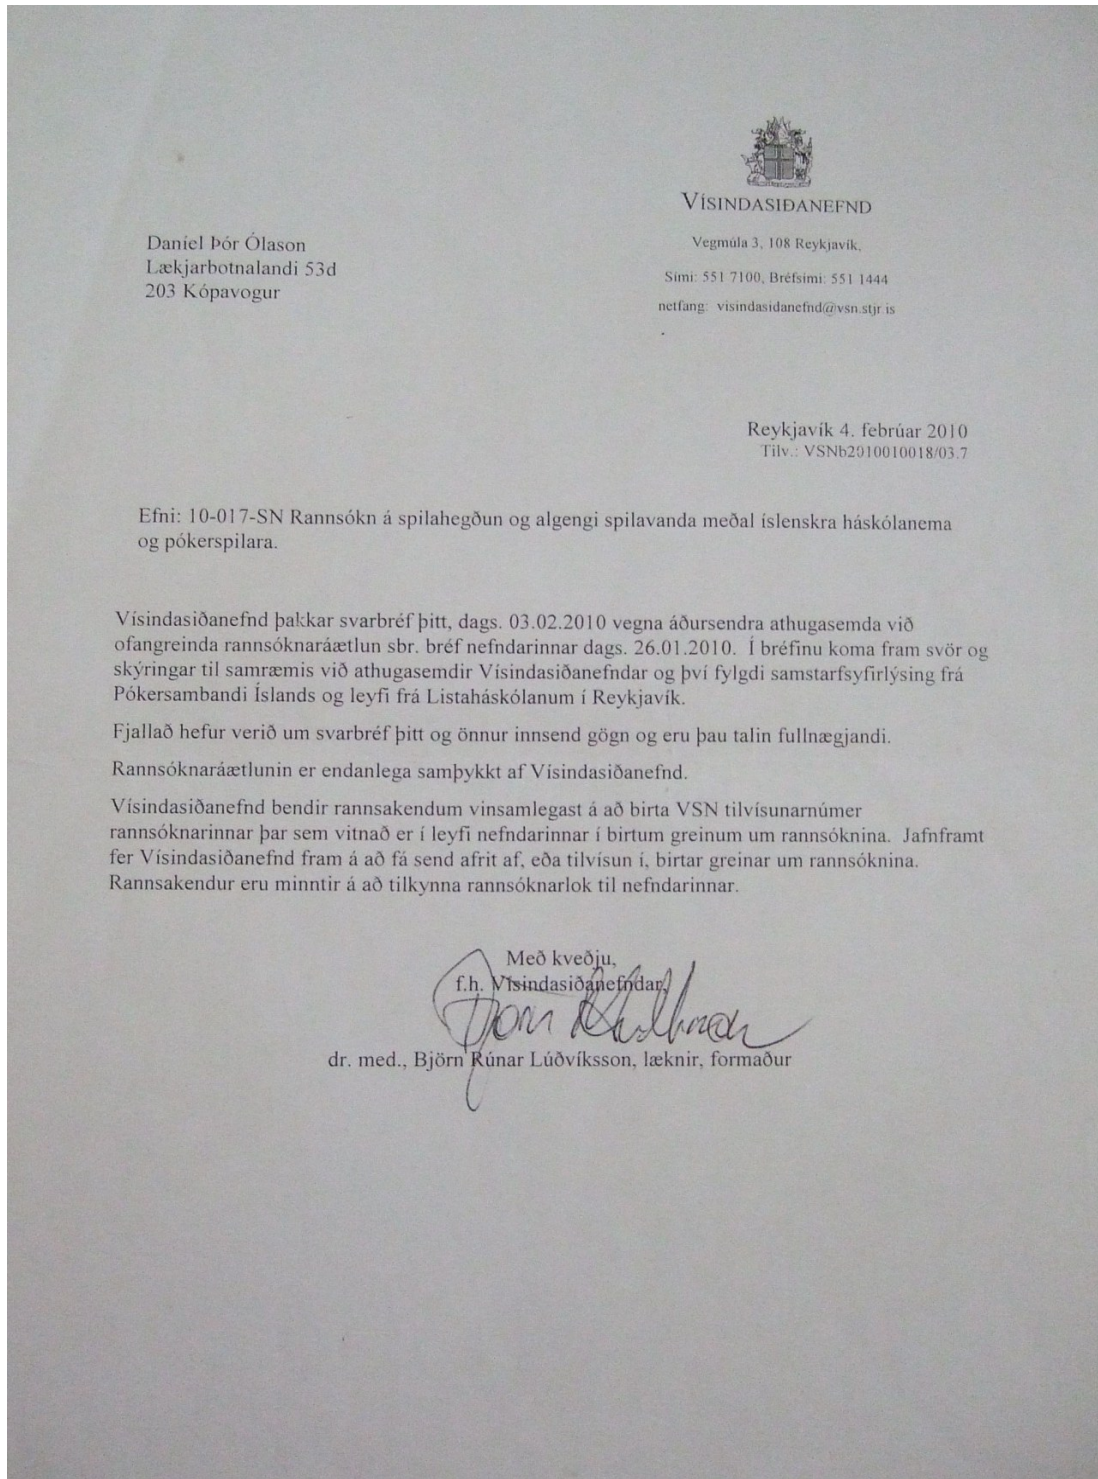 VÍSINDASIÐANEFND
Vegmúla 3, 108 Reykjavík.
Sími: 551 7100, Bréfsími: 551 1444
netfang: visindasidanefnd@vsn.stjr.is
Daníel Þór Ólason
Lækjarbotnalandi 53d
203 Kópavogur
Reykjavík 4. febrúar 2010
Tilv.: VSNb2010010018/03.7
Efni: 10-017-SN Rannsókn á spilahegðun og algengi spilavanda meðal íslenskra háskólanema
og pókerspilara.
Vísindasiðanefnd þakkar svarbréf þitt, dags. 03.02.2010 vegna áðursendra athugasemda við
ofangreinda rannsóknaráætlun sbr. bréf nefndarinnar dags. 26.01.2010. Í bréfinu koma fram svör og
skýringar til samræmis við athugasemdir Vísindasiðanefndar og því fylgdi samstarfsyfirlýsing frá
Pókersambandi Íslands og leyfi frá Listaháskólanum í Reykjavík.
Fjallað hefur verið um svarbréf þitt og önnur innsend gögn og eru þau talin fullnægjandi.
Rannsóknaráætlunin er endanlega samþykkt af Vísindasiðanefnd.
Vísindasiðanefnd bendir rannsakendum vinsamlegast á að birta VSN tilvísunarnúmer
rannsóknarinnar þar sem vitnað er í leyfi nefndarinnar í birtum greinum um rannsóknina. Jafnframt
fer Vísindasiðanefnd fram á að fá send afrit af, eða tilvísun í, birtar greinar um rannsóknina.
Rannsakendur eru minntir á að tilkynna rannsóknarlok til nefndarinnar.
Með kveðju,
f.h. Vísindasiðanefndar,
dr. med., Björn Rúnar Lúðvíksson, læknir, formaður